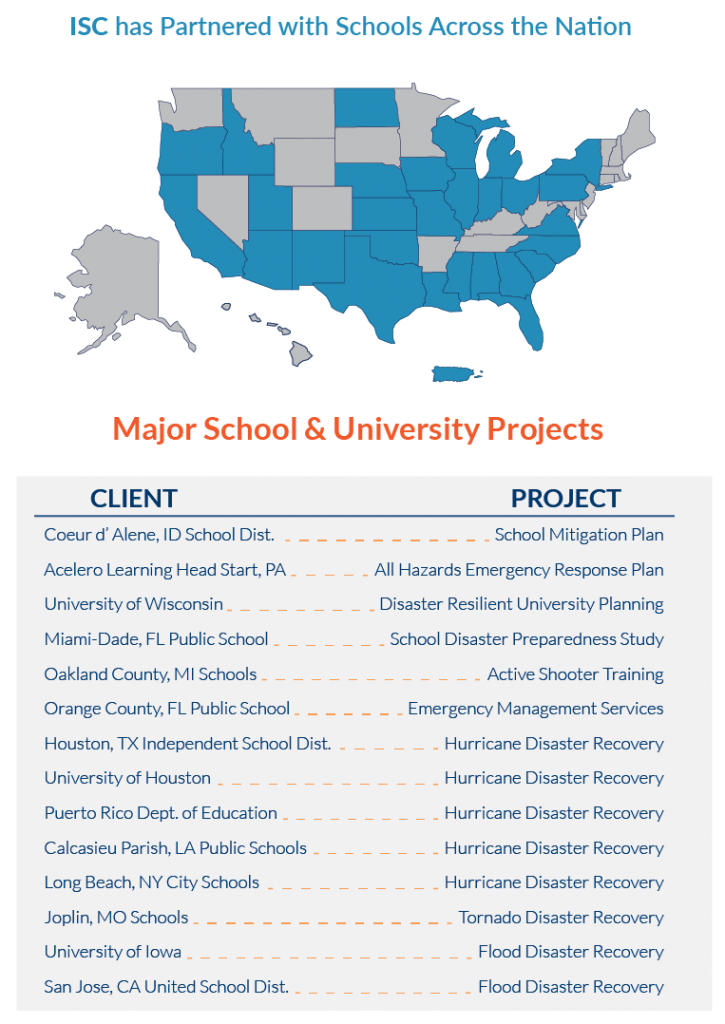 ISC has Partnered with Schools Across the Nation
Major School & University Projects
CLIENT PROJECT
Coeur d' Alene, ID School Dist. School Mitigation Plan
Acelero Learning Head Start, PA All Hazards Emergency Response Plan
University of Wisconsin Disaster Resilient University Planning
Miami-Dade, FL Public School School Disaster Preparedness Study
Oakland County, MI Schools Active Shooter Training
Orange County, FL Public School Emergency Management Services
Houston, TX Independent School Dist. Hurricane Disaster Recovery
University of Houston Hurricane Disaster Recovery
Puerto Rico Dept. of Education Hurricane Disaster Recovery
Calcasieu Parish, LA Public Schools Hurricane Disaster Recovery
Long Beach, NY City Schools Hurricane Disaster Recovery
Joplin, MO Schools Tornado Disaster Recovery
University of Iowa Flood Disaster Recovery
San Jose, CA United School Dist. Flood Disaster Recovery